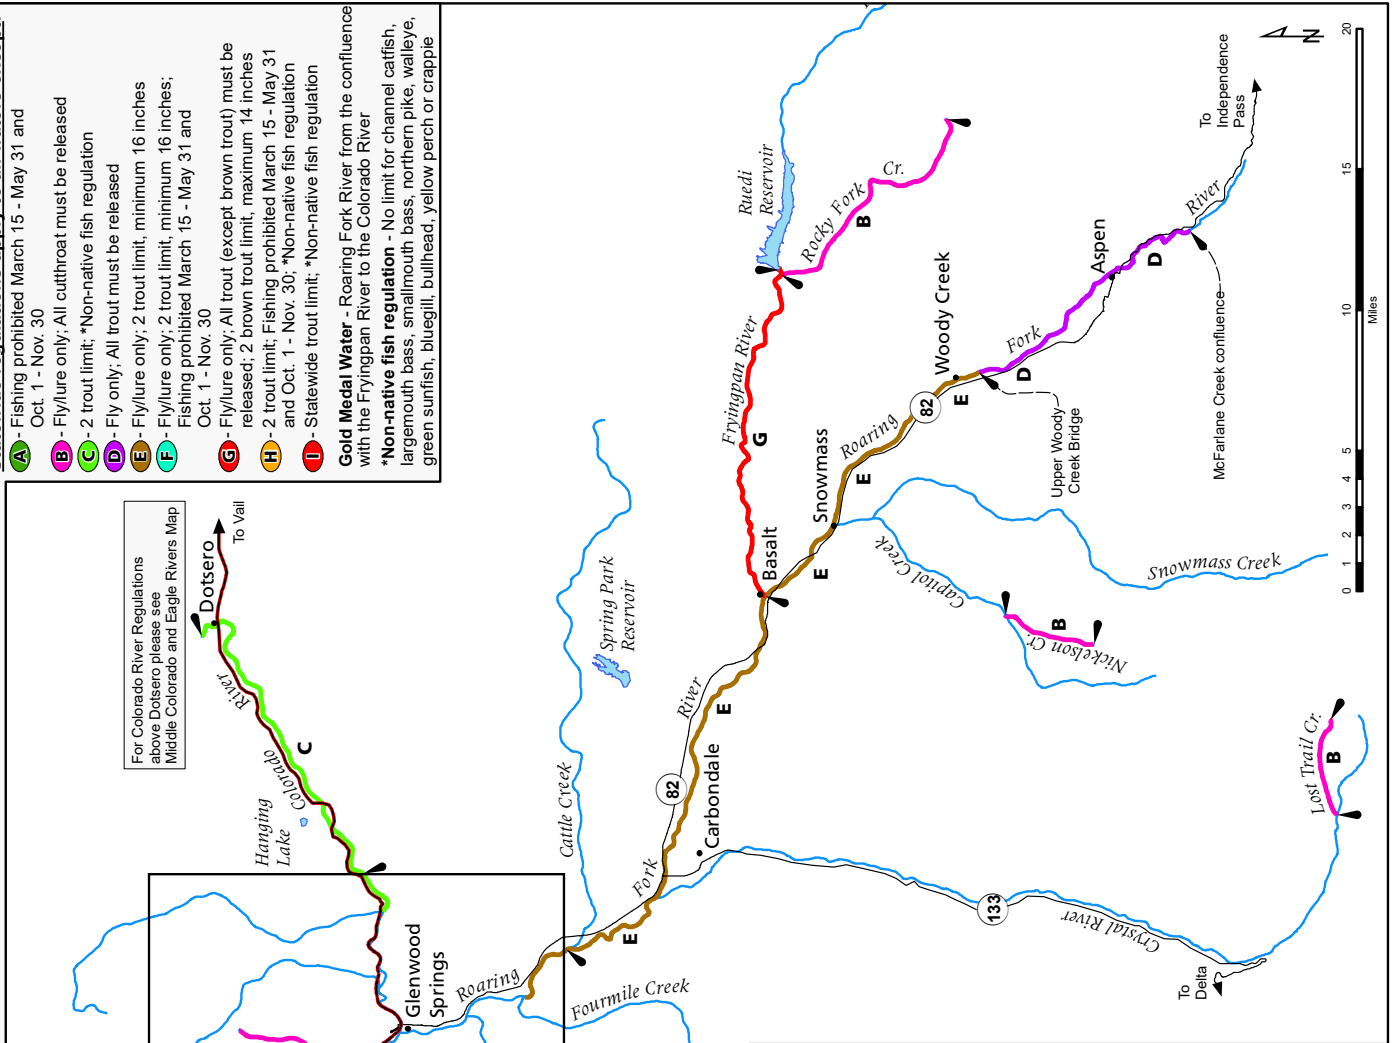 A - Fishing prohibited March 15 - May 31 and
Oct. 1 - Nov. 30
B - Fly/lure only; All cutthroat must be released
C - 2 trout limit; *Non-native fish regulation
D - Fly only; All trout must be released
E - Fly/lure only; 2 trout limit, minimum 16 inches
F - Fly/lure only; 2 trout limit; minimum 16 inches;
Fishing prohibited March 15 - May 31 and
Oct. 1 - Nov. 30
G - Fly/lure only; All trout (except brown trout) must be
released; 2 brown trout limit, maximum 14 inches
H - 2 trout limit; Fishing prohibited March 15 - May 31
and Oct. 1 - Nov. 30; *Non-native fish regulation
I - Statewide trout limit; *Non-native fish regulation
Gold Medal Water - Roaring Fork River from the confluence
with the Fryingpan River to the Colorado River
*Non-native fish regulation - No limit for channel catfish,
largemouth bass, smallmouth bass, northern pike, walleye,
green sunfish, bluegill, bullhead, yellow perch or crappie
For Colorado River Regulations
above Dotsero please see
Middle Colorado and Eagle Rivers Map
Dotsero
To Vail
River
Colorado
C
Hanging
Lake
Glenwood
Springs
Roaring
Fourmile Creek
Cattle Creek
Spring Park
Reservoir
E
Fork
82
River
Carbondale
E
133
Crystal River
To
Delta
Lost Trail Cr.
B
Basalt
E
Snowmass
E
Roaring
82
Woody Creek
E
Fryingpan River
G
Ruedi
Reservoir
Rocky Fork
Cr.
B
Capitol Creek
Nickelson Cr.
B
Snowmass Creek
Upper Woody
Creek Bridge
D
Fork
Aspen
D
River
McFarlane Creek confluence
To
Independence
Pass
N
0 1 2 3 4 5 10 15 20
Miles